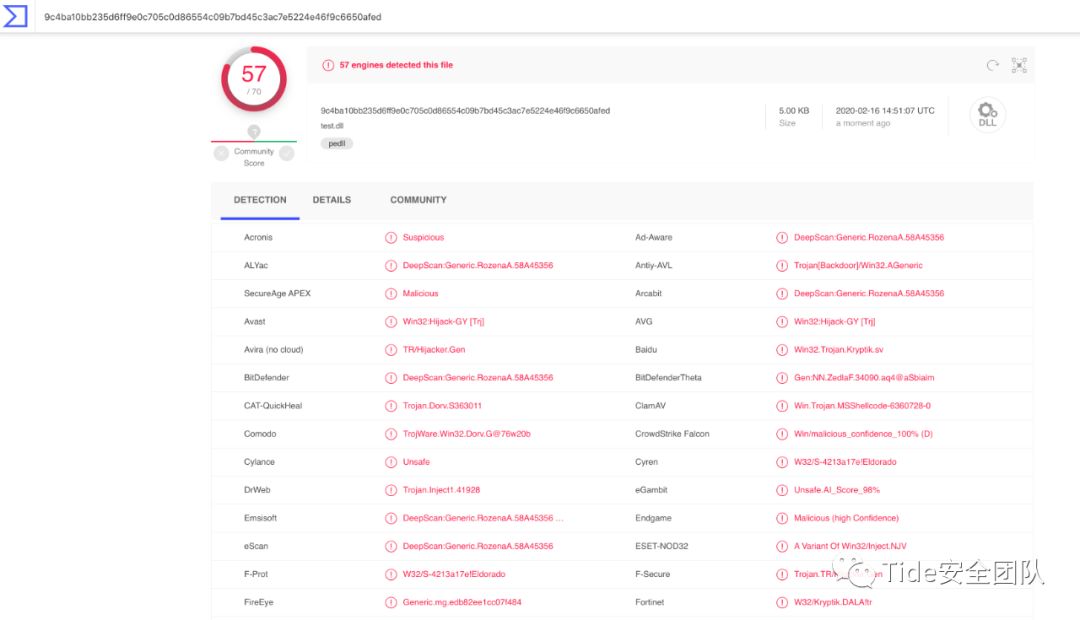 9c4ba10bb235d6ff9e0c705c0d86554c09b7bd45c3ac7e5224e46f9c6650afed
57
/ 70
?
Community
Score
57 engines detected this file
9c4ba10bb235d6ff9e0c705c0d86554c09b7bd45c3ac7e5224e46f9c6650afed
test.dll
pedll
5.00 KB
Size
2020-02-16 14:51:07 UTC
a moment ago
DLL
DETECTION DETAILS COMMUNITY
Acronis Suspicious Ad-Aware DeepScan:Generic.RozenaA.58A45356
ALYac DeepScan:Generic.RozenaA.58A45356 Antiy-AVL Trojan[Backdoor]/Win32.AGeneric
SecureAge APEX Malicious Arcabit DeepScan:Generic.RozenaA.58A45356
Avast Win32:Hijack-GY [Trj] AVG Win32:Hijack-GY [Trj]
Avira (no cloud) TR/Hijacker.Gen Baidu Win32.Trojan.Kryptik.sv
BitDefender DeepScan:Generic.RozenaA.58A45356 BitDefenderTheta Gen:NN.ZedlaF.34090.aq4@aSbiaim
CAT-QuickHeal Trojan.Dorv.S363011 ClamAV Win.Trojan.MSShellcode-6360728-0
Comodo TrojWare.Win32.Dorv.G@76w20b CrowdStrike Falcon Win/malicious_confidence_100% (D)
Cylance Unsafe Cyren W32/S-4213a17e!Eldorado
DrWeb Trojan.Inject1.41928 eGambit Unsafe.AI_Score_98%
Emsisoft DeepScan:Generic.RozenaA.58A45356 ... Endgame Malicious (high Confidence)
eScan DeepScan:Generic.RozenaA.58A45356 ESET-NOD32 A Variant Of Win32/Inject.NJV
F-Prot W32/S-4213a17e!Eldorado F-Secure
FireEye Generic.mg.edb82ee1cc07f484 Fortinet W32/Kryptik.DALA!tr
Tide安全团队